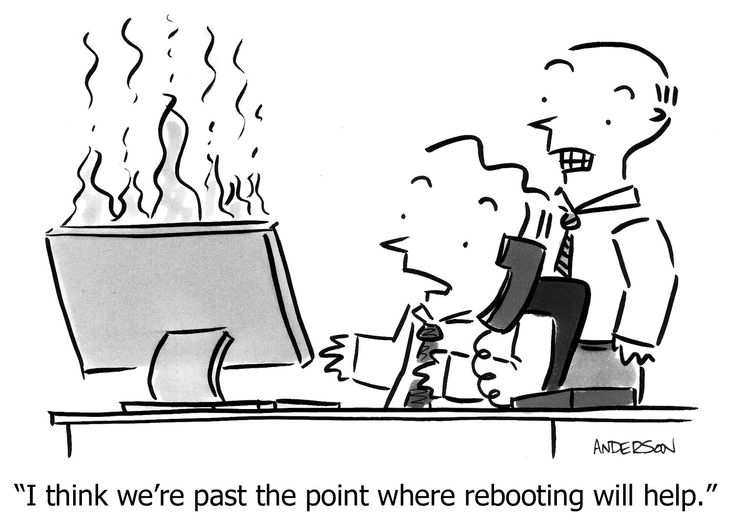 ANDERSON
“I think we’re past the point where rebooting will help.”